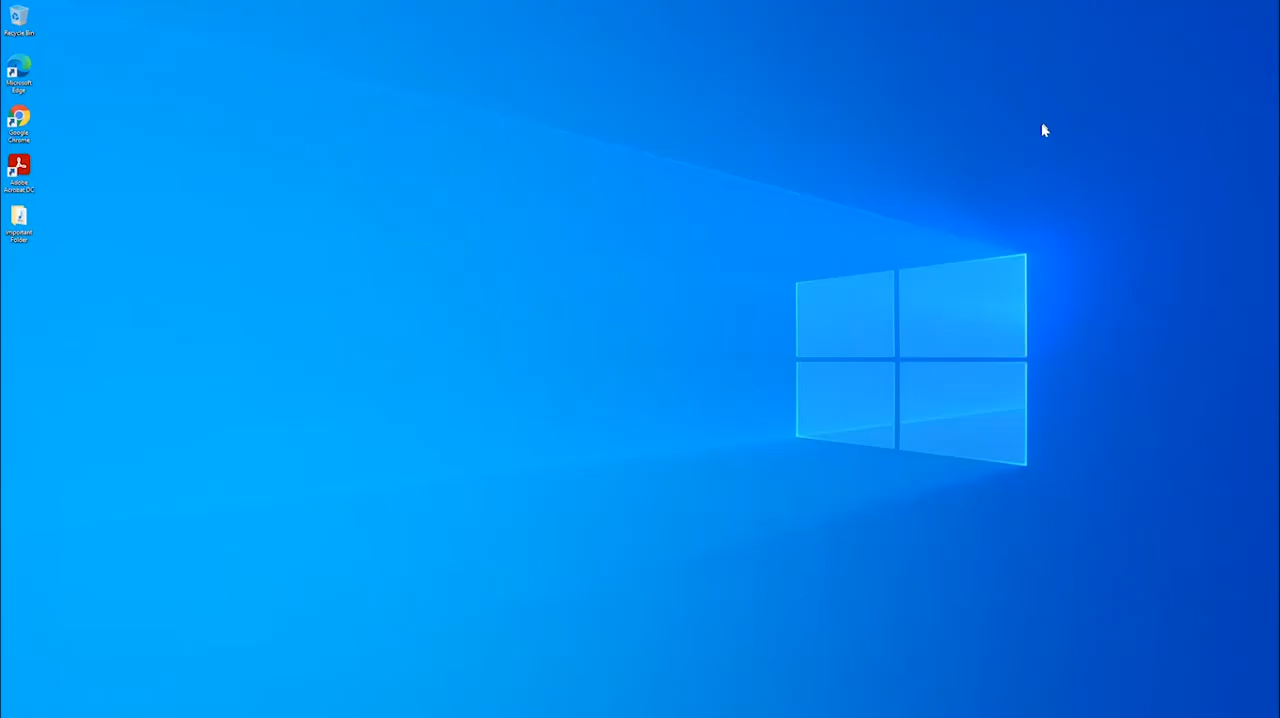 Recycle Bin
Microsoft
Edge
Google
Chrome
Adobe
Acrobat DC
Important
Folder